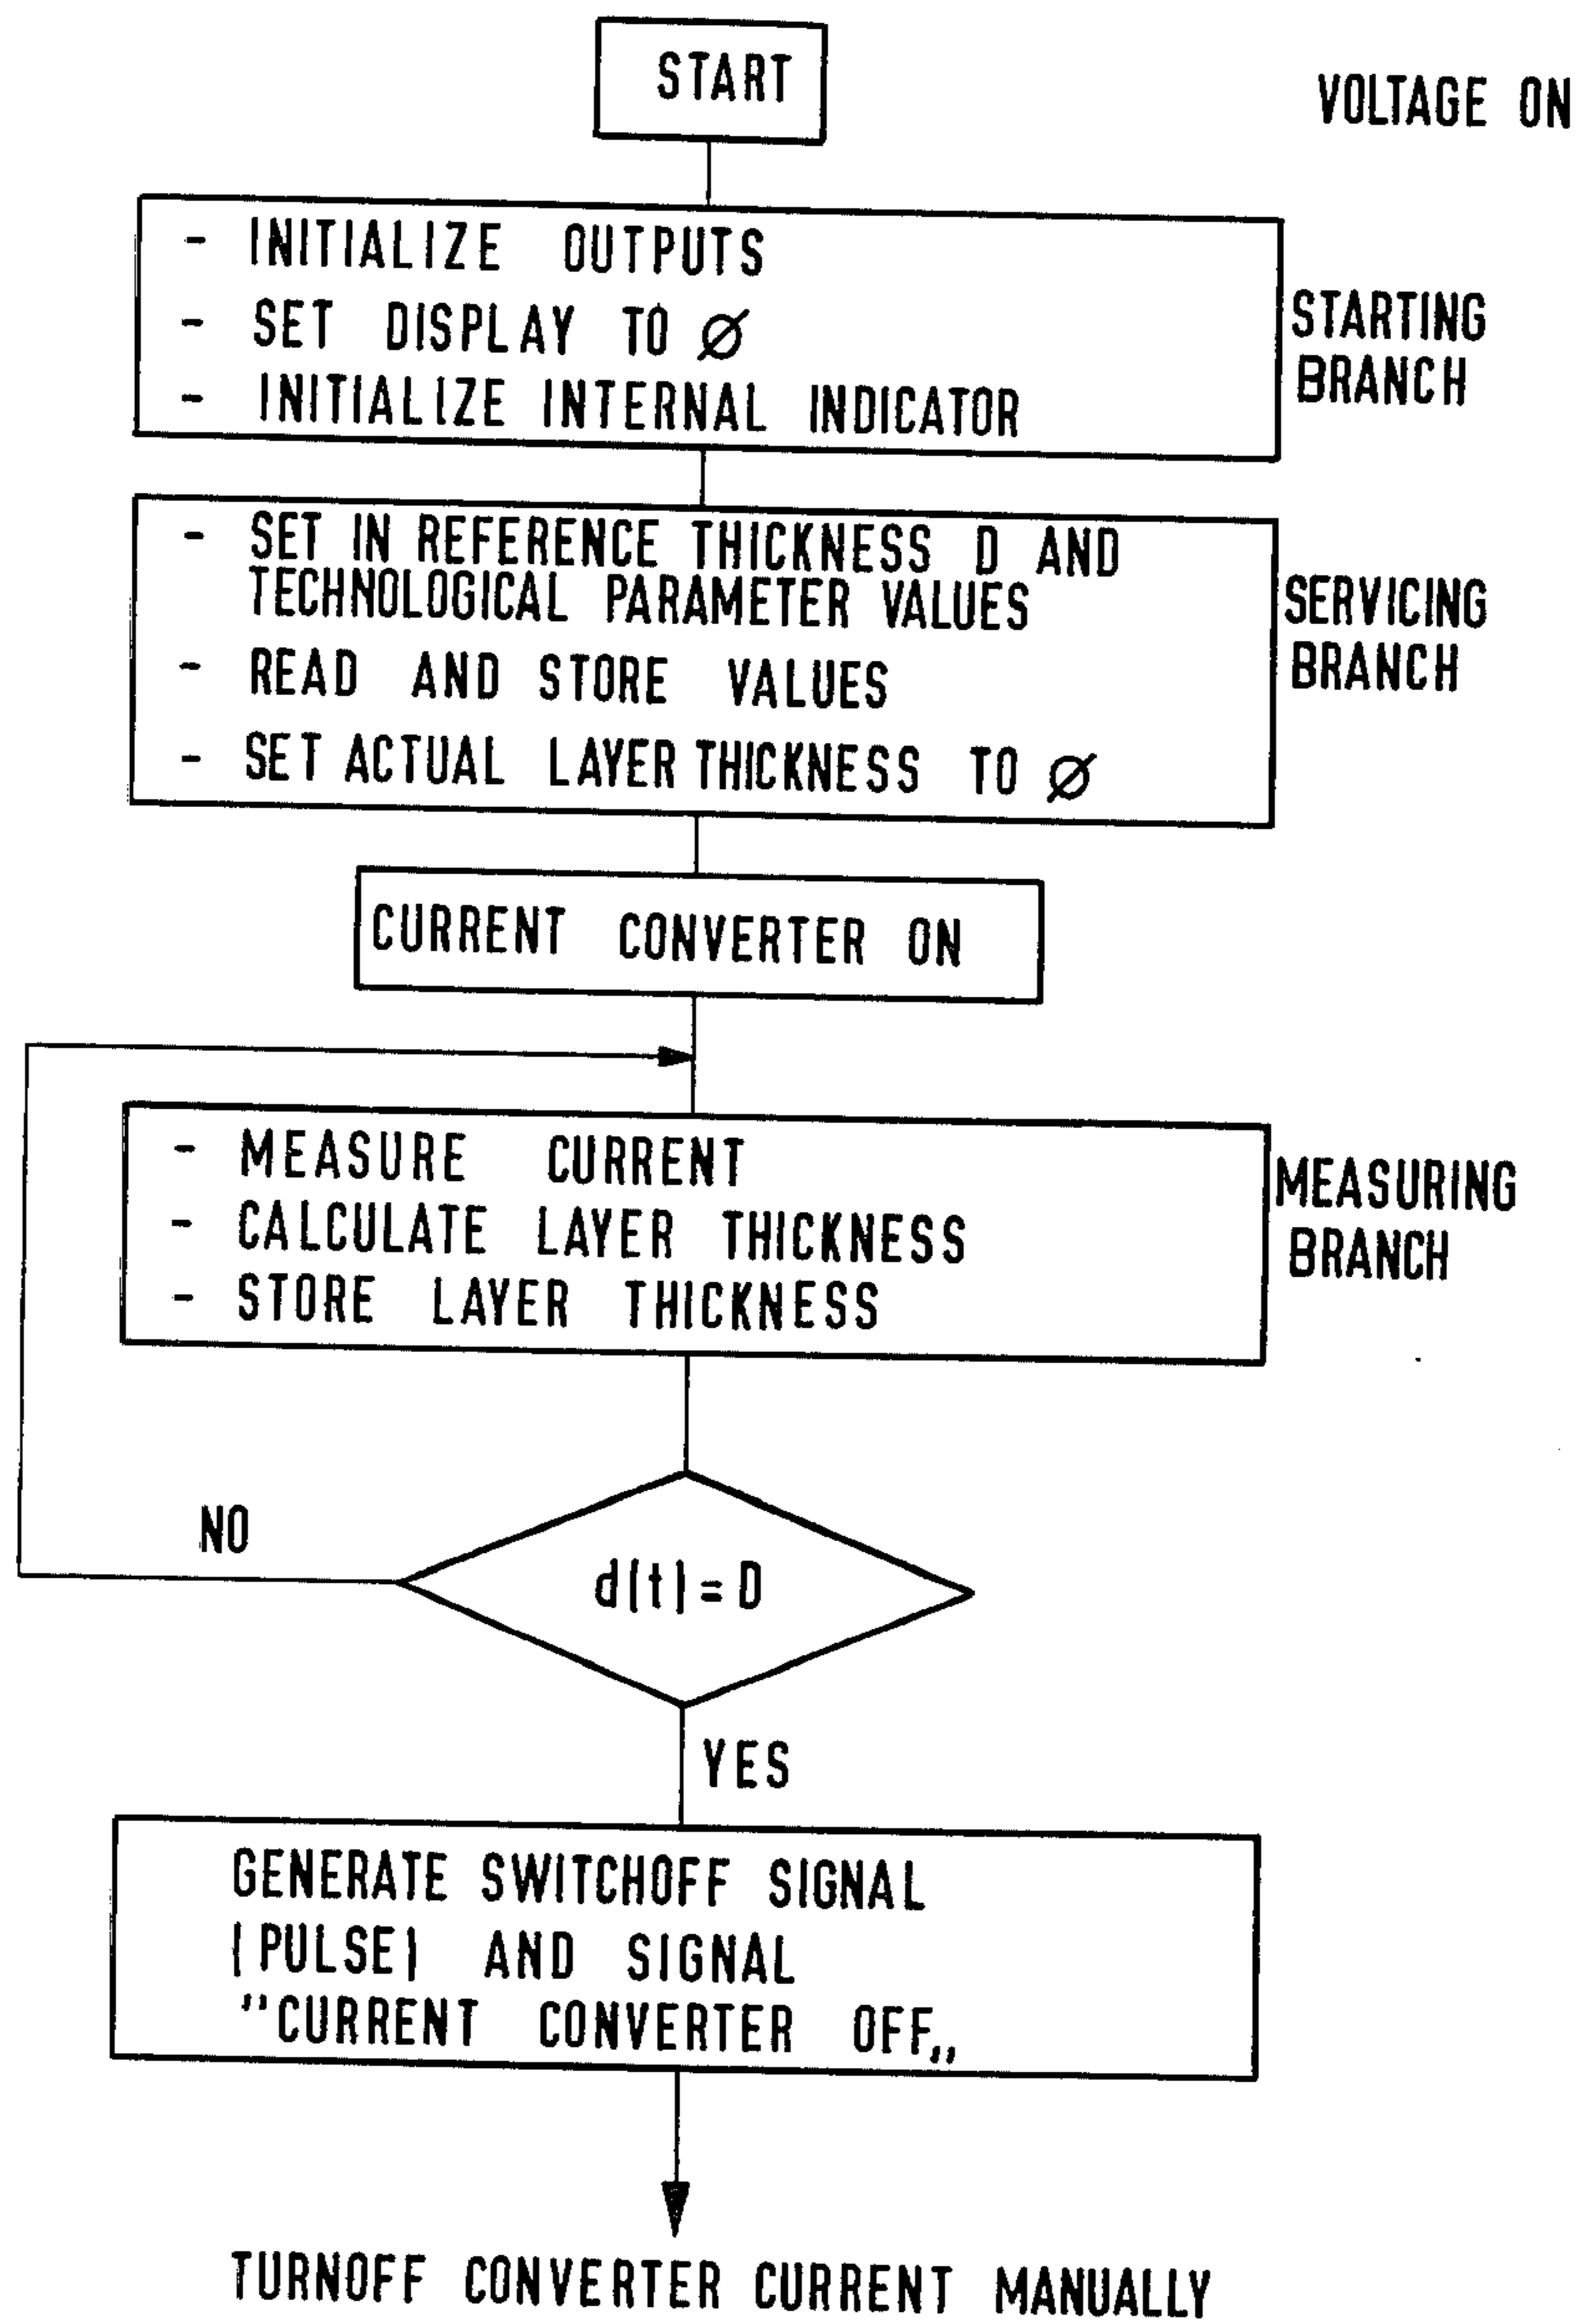 START
VOLTAGE ON
- INITIALIZE OUTPUTS
- SET DISPLAY TO Ø
- INITIALIZE INTERNAL INDICATOR
STARTING
BRANCH
- SET IN REFERENCE THICKNESS D AND
TECHNOLOGICAL PARAMETER VALUES
- READ AND STORE VALUES
- SET ACTUAL LAYER THICKNESS TO Ø
SERVICING
BRANCH
CURRENT CONVERTER ON
- MEASURE CURRENT
- CALCULATE LAYER THICKNESS
- STORE LAYER THICKNESS
MEASURING
BRANCH
NO
d(t)=D
YES
GENERATE SWITCHOFF SIGNAL
(PULSE) AND SIGNAL
"CURRENT CONVERTER OFF„
TURNOFF CONVERTER CURRENT MANUALLY